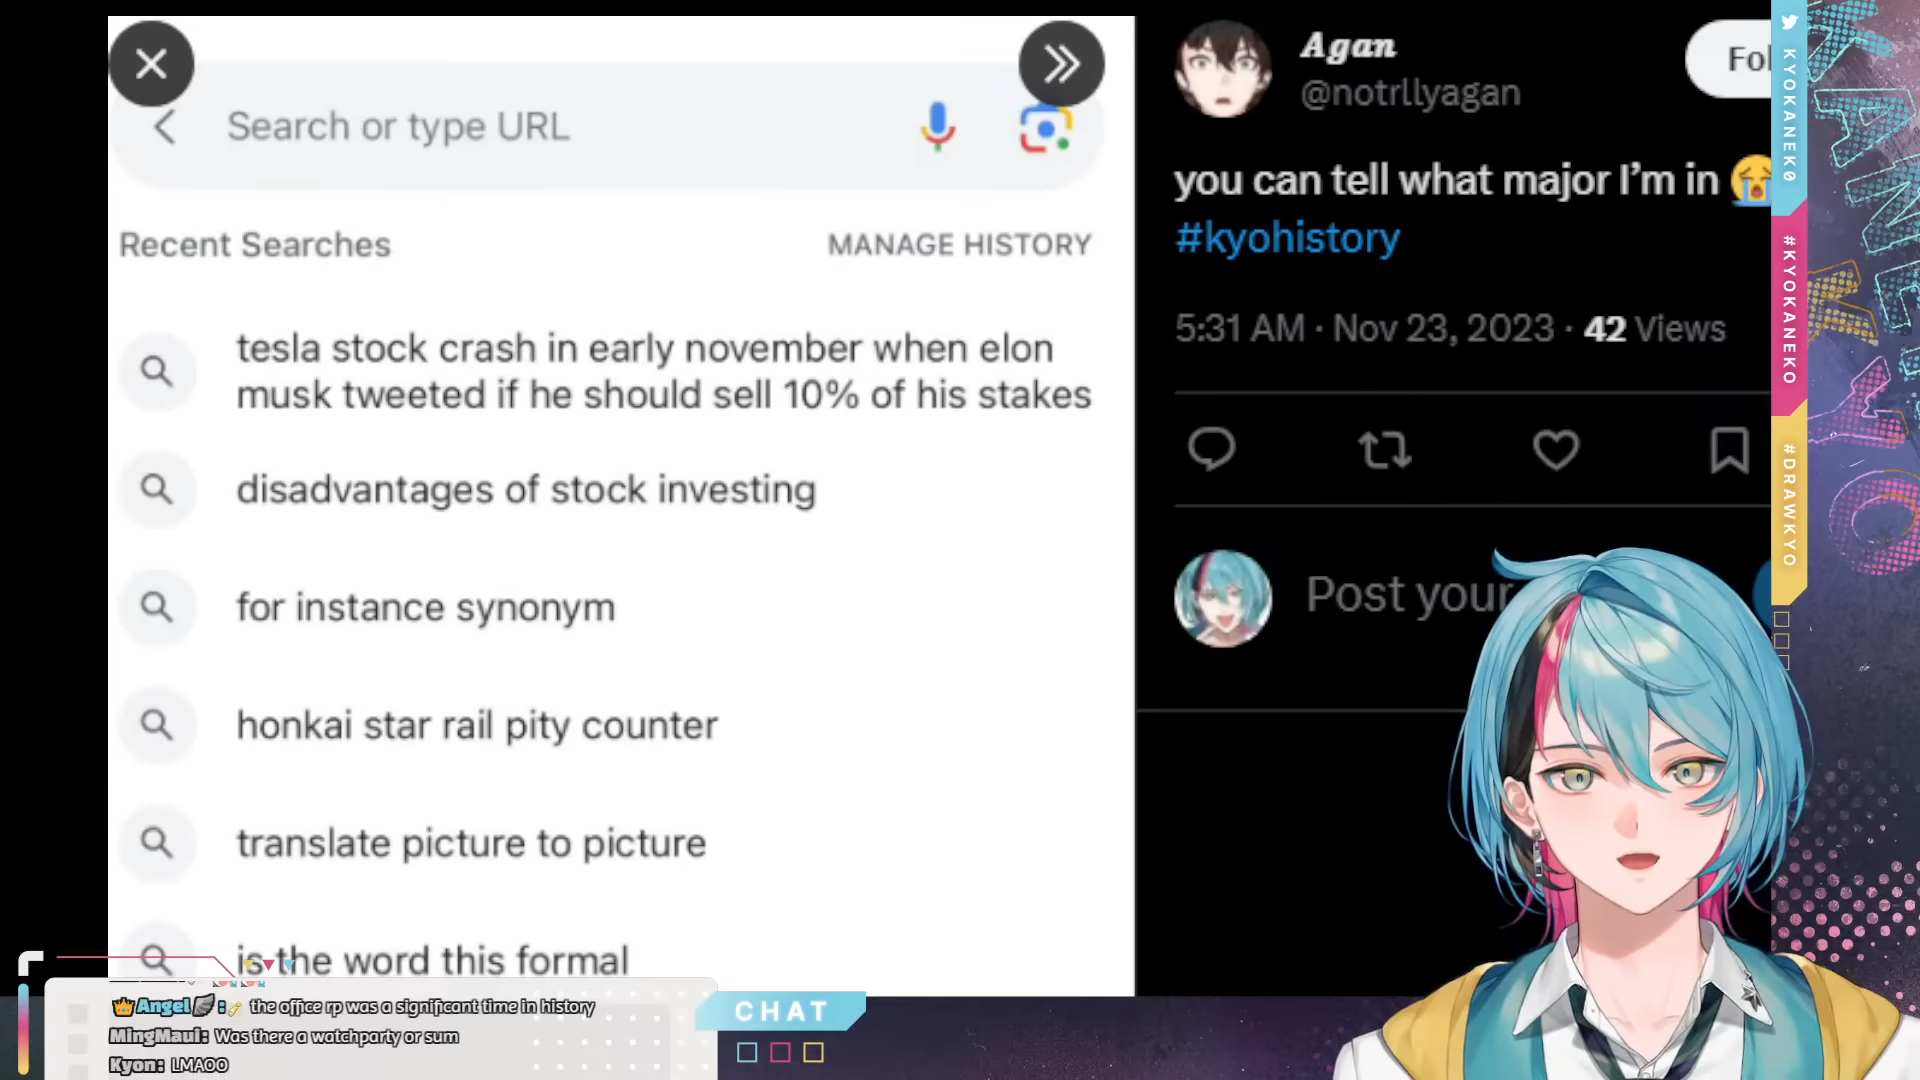 Search or type URL
Recent Searches
MANAGE HISTORY
tesla stock crash in early november when elon
musk tweeted if he should sell 10% of his stakes
disadvantages of stock investing
for instance synonym
honkai star rail pity counter
translate picture to picture
is the word this formal
Agan
@notrllyagan
Fol
you can tell what major I'm in 😭
#kyohistory
5:31 AM · Nov 23, 2023 · 42 Views
Post your
KYOKANEK0
#KYOKANEKO
#DRAWKYO
Angel: the office rp was a significant time in history
MingMaui: Was there a watchparty or sum
Kyon: LMAOO
CHAT